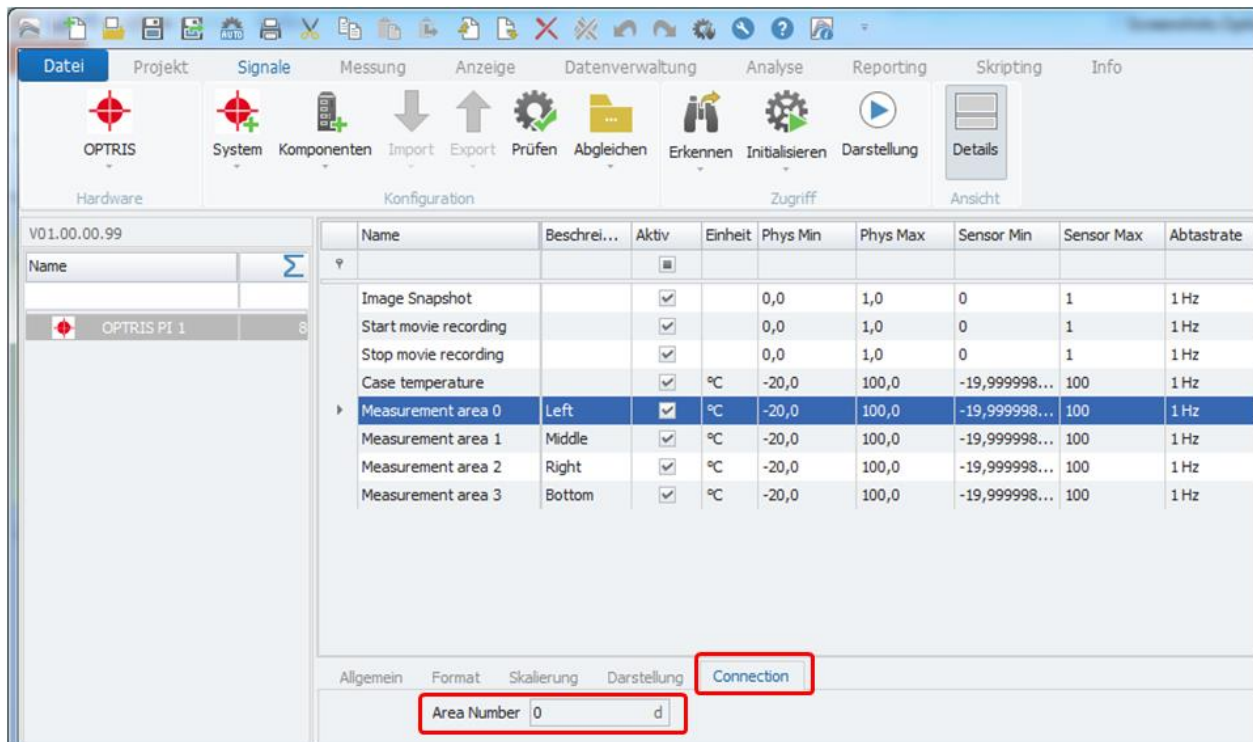 AUTO
Datei Projekt Signale Messung Anzeige Datenverwaltung Analyse Reporting Skripting Info
OPTRIS System Komponenten Import Export Prüfen Abgleichen Erkennen Initialisieren Darstellung Details
Hardware Konfiguration Zugriff Ansicht
V01.00.00.99
Name Σ
OPTRIS PI 1 8
Name Beschrei... Aktiv Einheit Phys Min Phys Max Sensor Min Sensor Max Abtastrate
Image Snapshot 0,0 1,0 0 1 1 Hz
Start movie recording 0,0 1,0 0 1 1 Hz
Stop movie recording 0,0 1,0 0 1 1 Hz
Case temperature °C -20,0 100,0 -19,999998... 100 1 Hz
Measurement area 0 Left °C -20,0 100,0 -19,999998... 100 1 Hz
Measurement area 1 Middle °C -20,0 100,0 -19,999998... 100 1 Hz
Measurement area 2 Right °C -20,0 100,0 -19,999998... 100 1 Hz
Measurement area 3 Bottom °C -20,0 100,0 -19,999998... 100 1 Hz
Allgemein Format Skalierung Darstellung Connection
Area Number 0 d